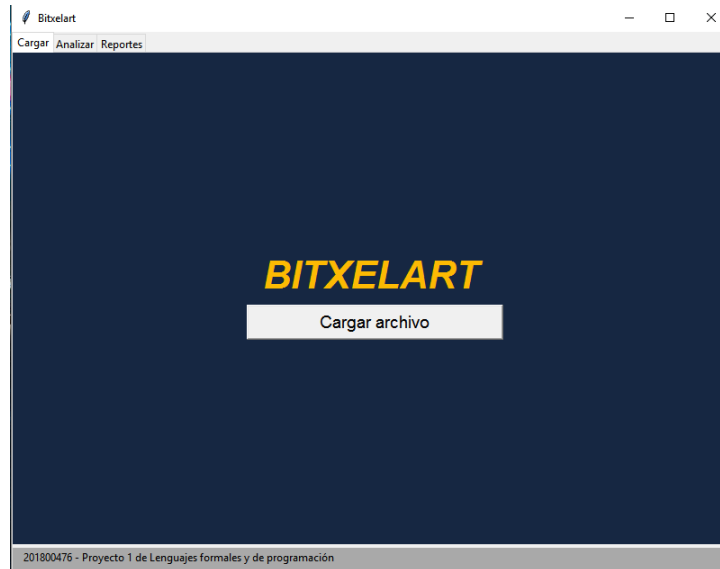 Bitxelart
Cargar Analizar Reportes
BITXELART
Cargar archivo
201800476 - Proyecto 1 de Lenguajes formales y de programación